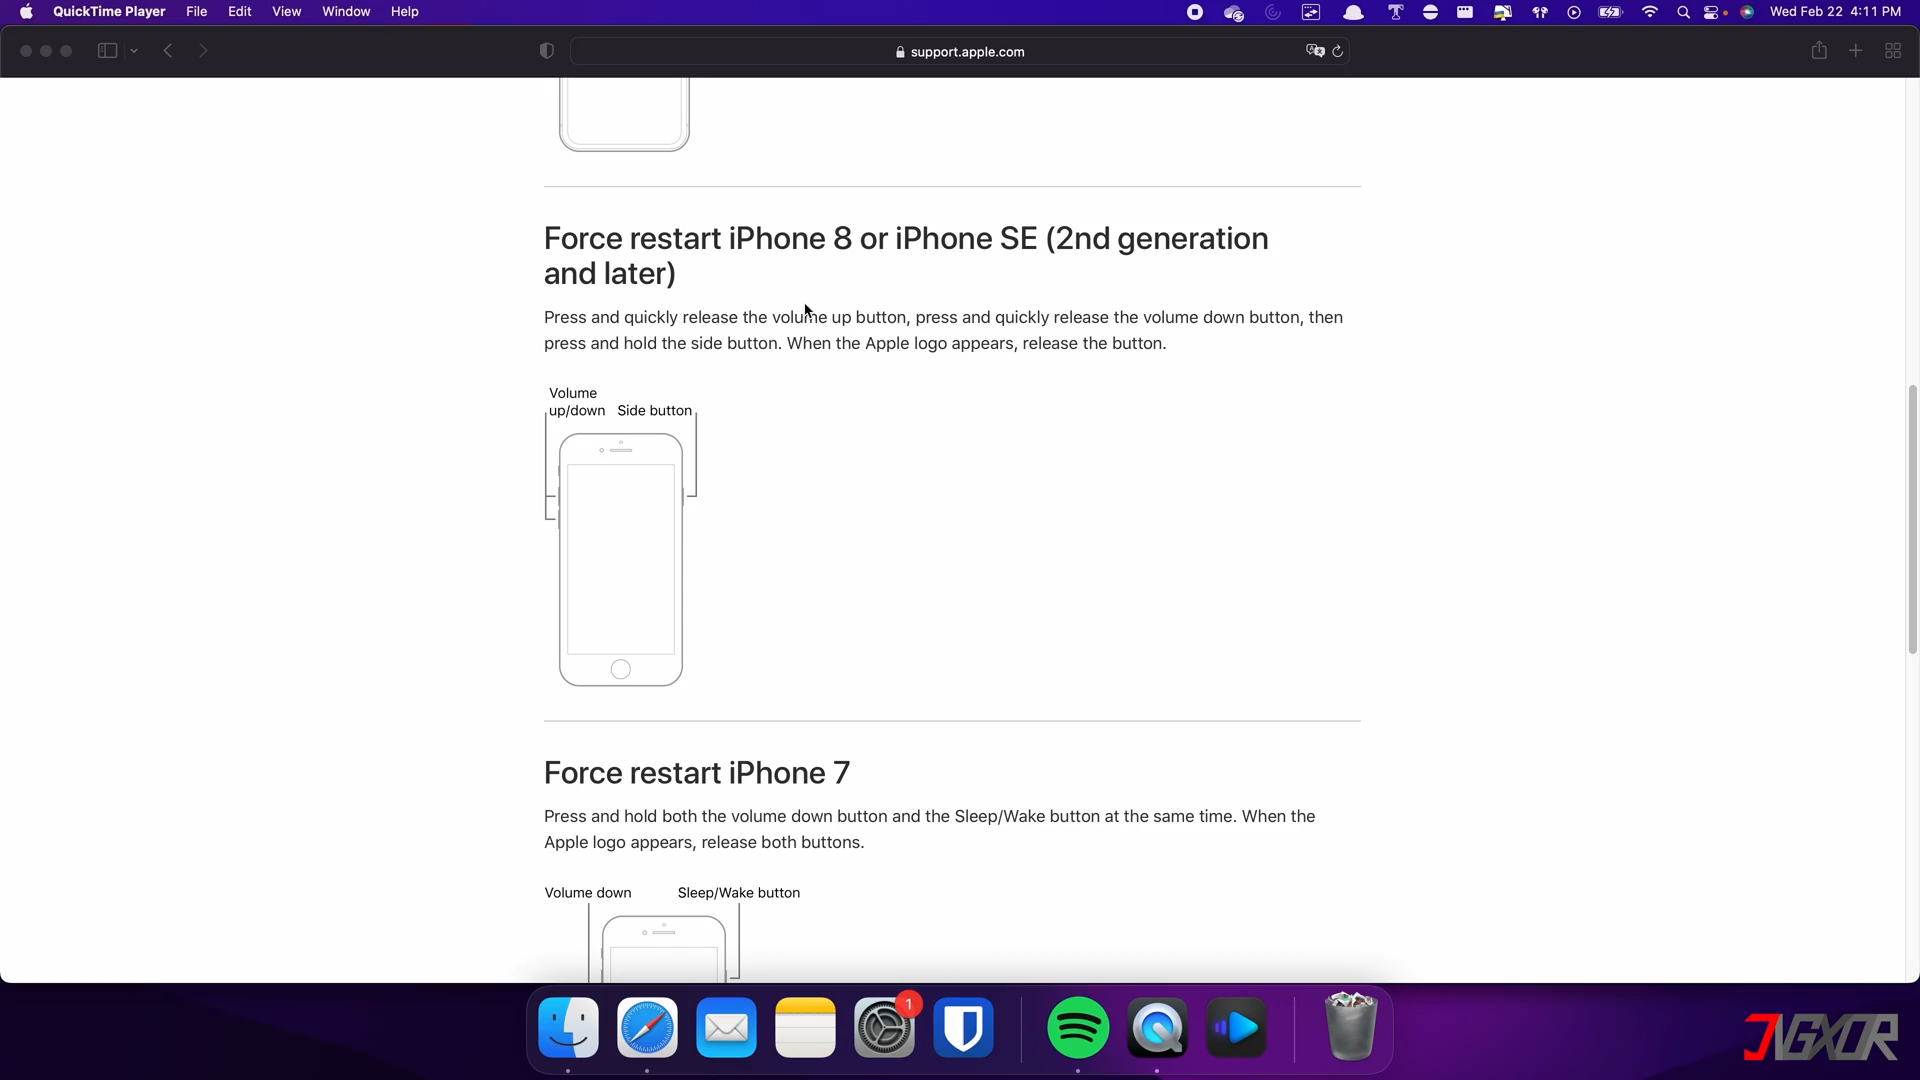 QuickTime Player File Edit View Window Help Wed Feb 22 4:11 PM
support.apple.com
Force restart iPhone 8 or iPhone SE (2nd generation
and later)
Press and quickly release the volume up button, press and quickly release the volume down button, then
press and hold the side button. When the Apple logo appears, release the button.
Volume
up/down Side button
Force restart iPhone 7
Press and hold both the volume down button and the Sleep/Wake button at the same time. When the
Apple logo appears, release both buttons.
Volume down Sleep/Wake button
1
JVGXOR